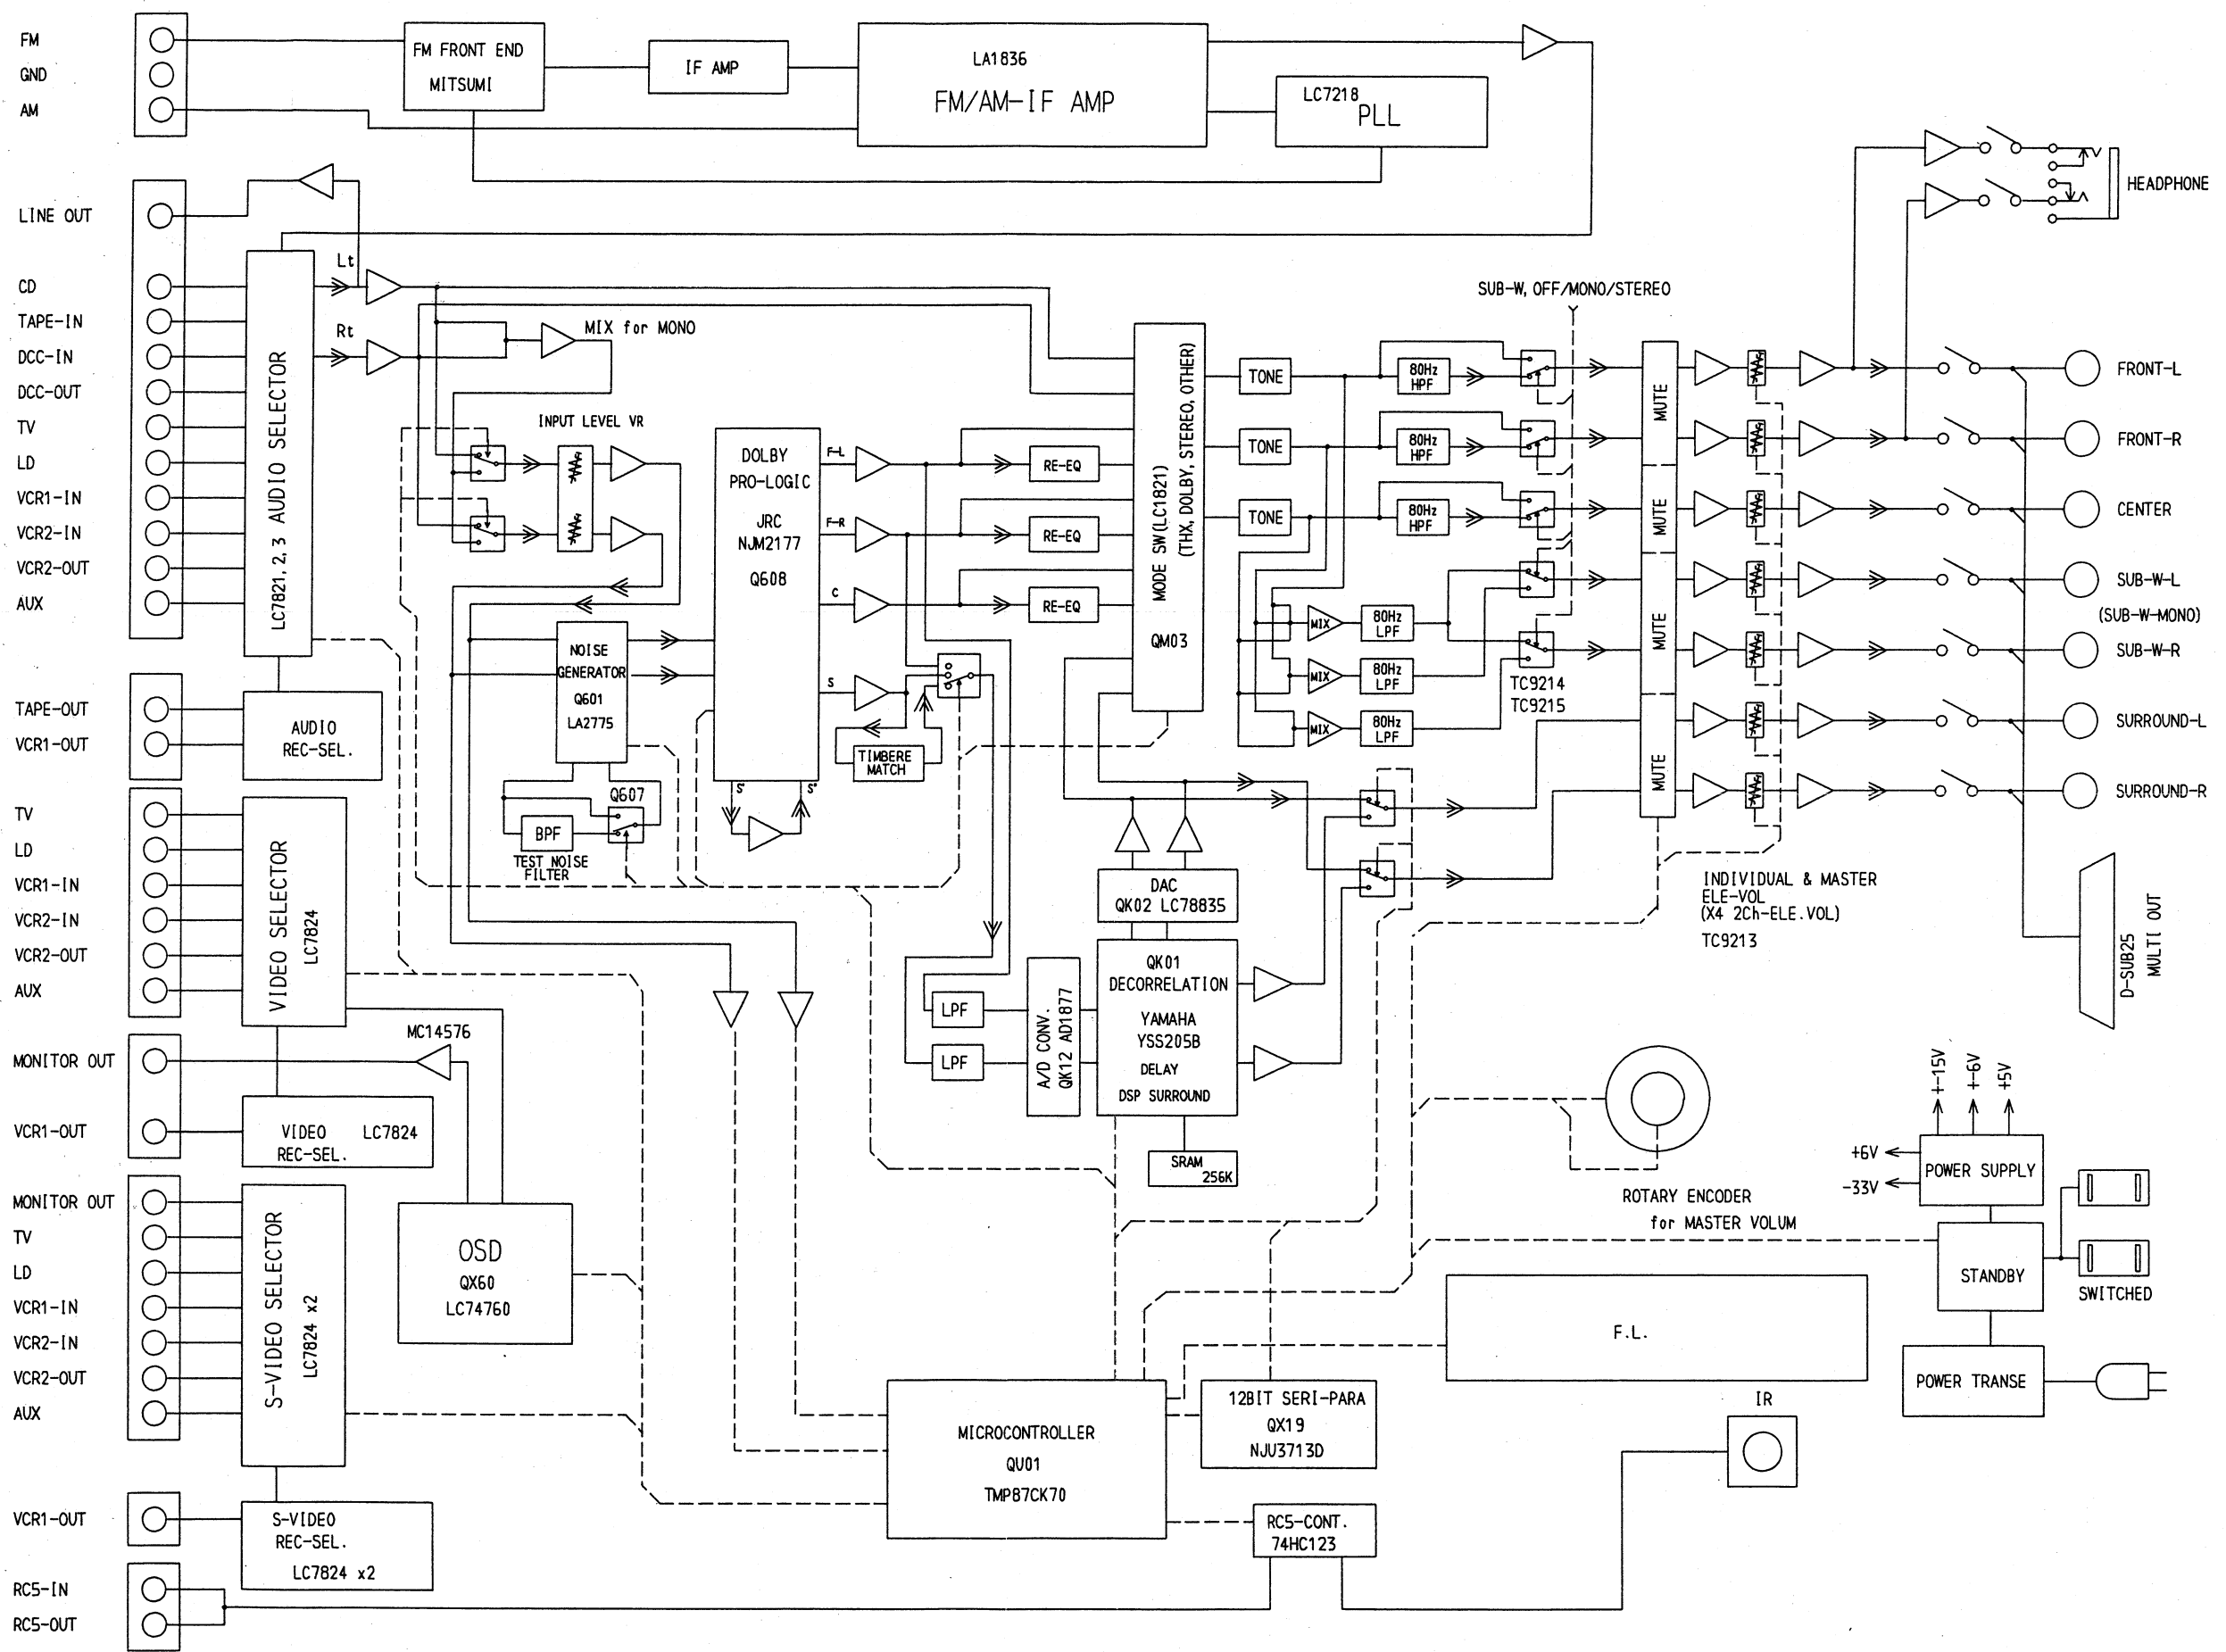 FM
GND
AM
FM FRONT END
MITSUMI
IF AMP
LA1836
FM/AM-IF AMP
LC7218
PLL
HEADPHONE
LINE OUT
CD
TAPE-IN
DCC-IN
DCC-OUT
TV
LD
VCR1-IN
VCR2-IN
VCR2-OUT
AUX
LC7821, 2, 3 AUDIO SELECTOR
Lt
Rt
MIX for MONO
INPUT LEVEL VR
DOLBY
PRO-LOGIC
JRC
NJM2177
Q608
F-L
F-R
C
S
S'
S"
RE-EQ
RE-EQ
RE-EQ
MODE SW(LC1821)
(THX, DOLBY, STEREO, OTHER)
QM03
TONE
TONE
TONE
80Hz
HPF
80Hz
HPF
80Hz
HPF
SUB-W, OFF/MONO/STEREO
MIX
80Hz
LPF
MIX
80Hz
LPF
MIX
80Hz
LPF
TC9214
TC9215
MUTE
MUTE
MUTE
MUTE
FRONT-L
FRONT-R
CENTER
SUB-W-L
(SUB-W-MONO)
SUB-W-R
SURROUND-L
SURROUND-R
TAPE-OUT
VCR1-OUT
AUDIO
REC-SEL.
NOISE
GENERATOR
Q601
LA2775
Q607
BPF
TEST NOISE
FILTER
TIMBERE
MATCH
DAC
QK02 LC78835
INDIVIDUAL & MASTER
ELE-VOL
(X4 2Ch-ELE.VOL)
TC9213
D-SUB25
MULTI OUT
TV
LD
VCR1-IN
VCR2-IN
VCR2-OUT
AUX
VIDEO SELECTOR
LC7824
LPF
LPF
A/D CONV.
QK12 AD1877
QK01
DECORRELATION
YAMAHA
YSS205B
DELAY
DSP SURROUND
SRAM
256K
MONITOR OUT
VCR1-OUT
MC14576
VIDEO LC7824
REC-SEL.
ROTARY ENCODER
for MASTER VOLUM
+-15V
+-6V
+5V
+6V
-33V
POWER SUPPLY
STANDBY
SWITCHED
POWER TRANSE
MONITOR OUT
TV
LD
VCR1-IN
VCR2-IN
VCR2-OUT
AUX
S-VIDEO SELECTOR
LC7824 x2
OSD
QX60
LC74760
F.L.
IR
MICROCONTROLLER
QU01
TMP87CK70
12BIT SERI-PARA
QX19
NJU3713D
RC5-CONT.
74HC123
VCR1-OUT
S-VIDEO
REC-SEL.
LC7824 x2
RC5-IN
RC5-OUT